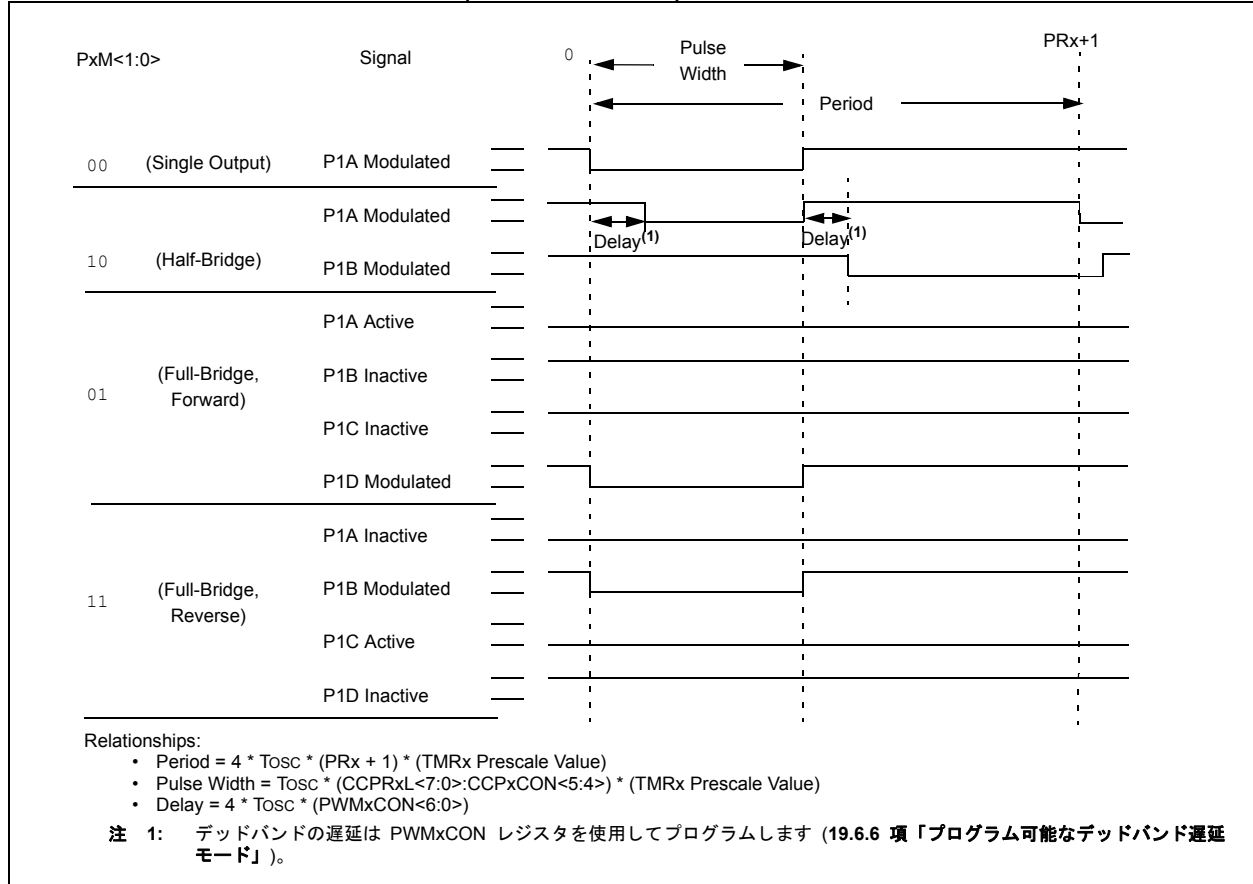 PxM<1:0>
Signal
0
Pulse
Width
PRx+1
Period
00
(Single Output)
P1A Modulated
P1A Modulated
Delay(1)
Delay(1)
10
(Half-Bridge)
P1B Modulated
P1A Active
01
(Full-Bridge,
Forward)
P1B Inactive
P1C Inactive
P1D Modulated
P1A Inactive
11
(Full-Bridge,
Reverse)
P1B Modulated
P1C Active
P1D Inactive
Relationships:
• Period = 4 * TOSC * (PRx + 1) * (TMRx Prescale Value)
• Pulse Width = TOSC * (CCPRxL<7:0>:CCPxCON<5:4>) * (TMRx Prescale Value)
• Delay = 4 * TOSC * (PWMxCON<6:0>)
注 1: デッドバンドの遅延は PWMxCON レジスタを使用してプログラムします (19.6.6 項「プログラム可能なデッドバンド遅延
モード」)。